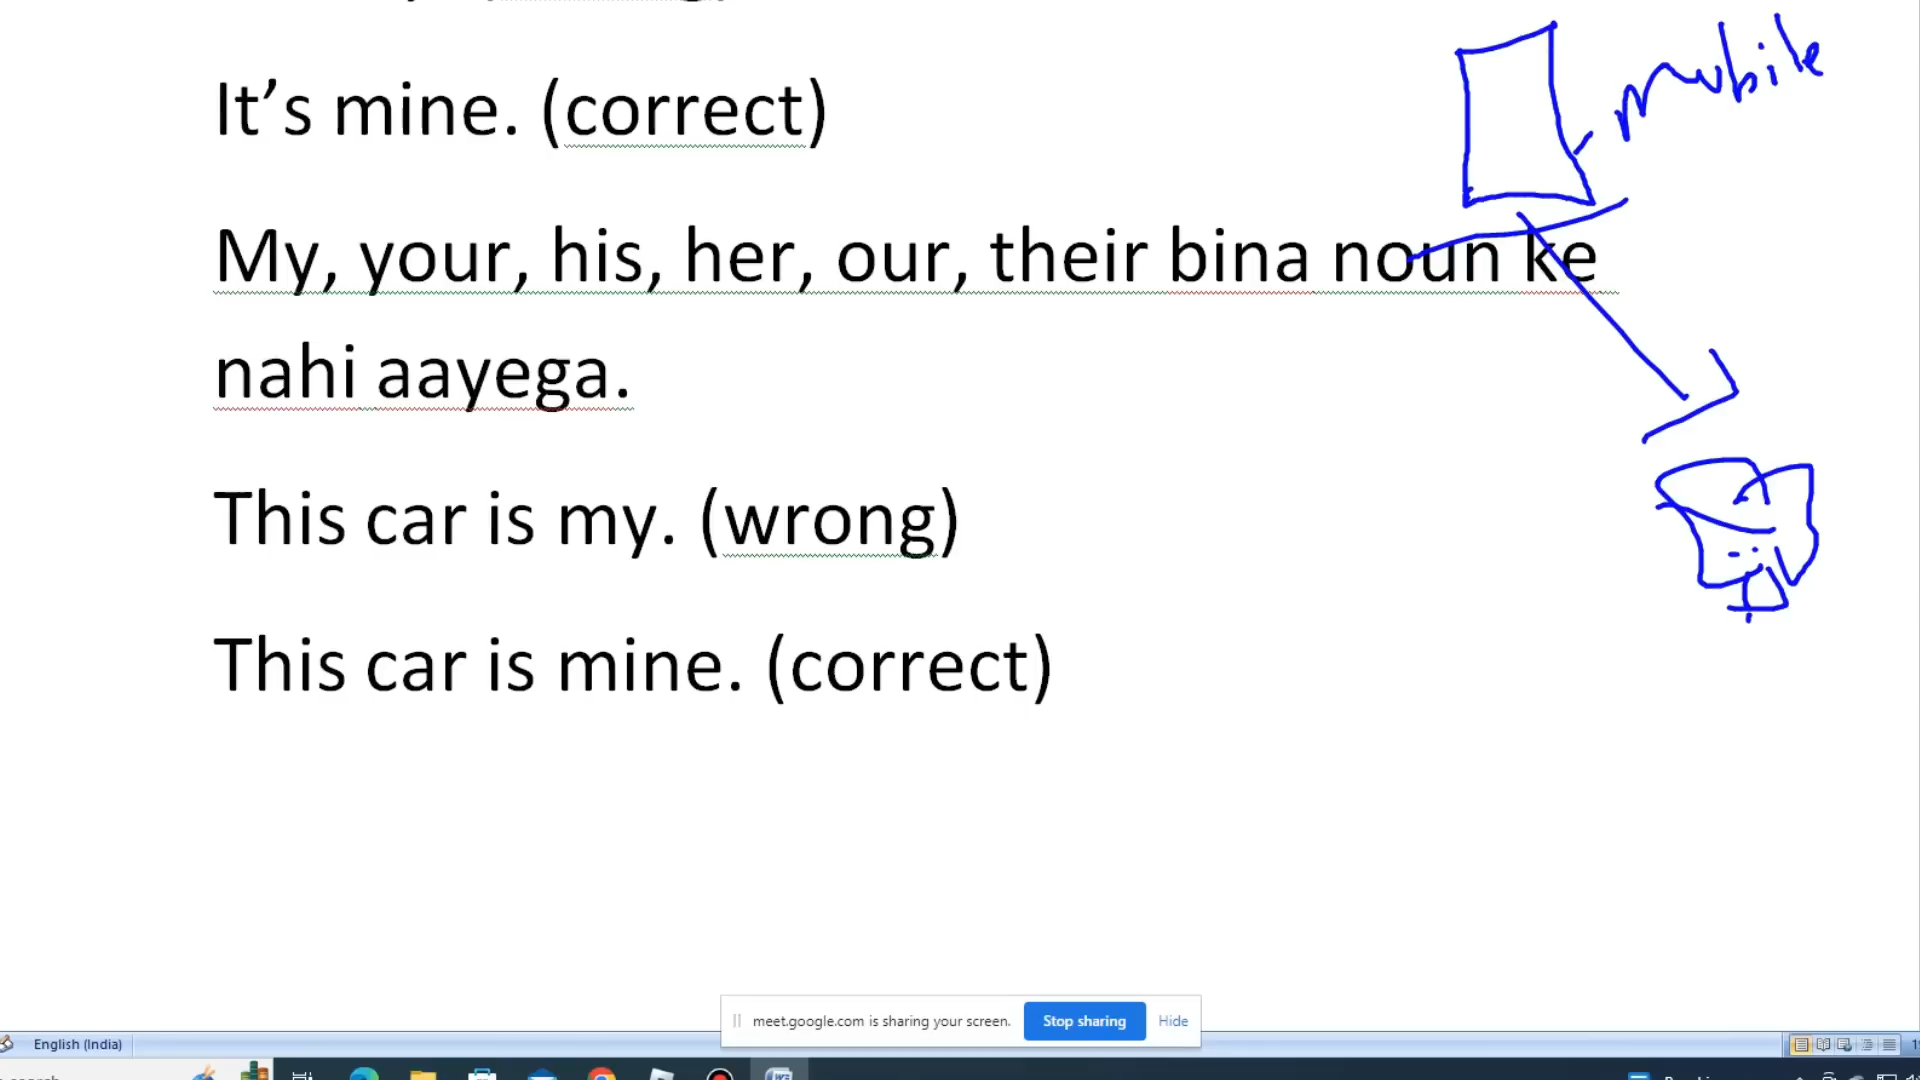 It's mine. (correct)
mobile
My, your, his, her, our, their bina noun ke
nahi aayega.
This car is my. (wrong)
This car is mine. (correct)
meet.google.com is sharing your screen.
Stop sharing
Hide
English (India)